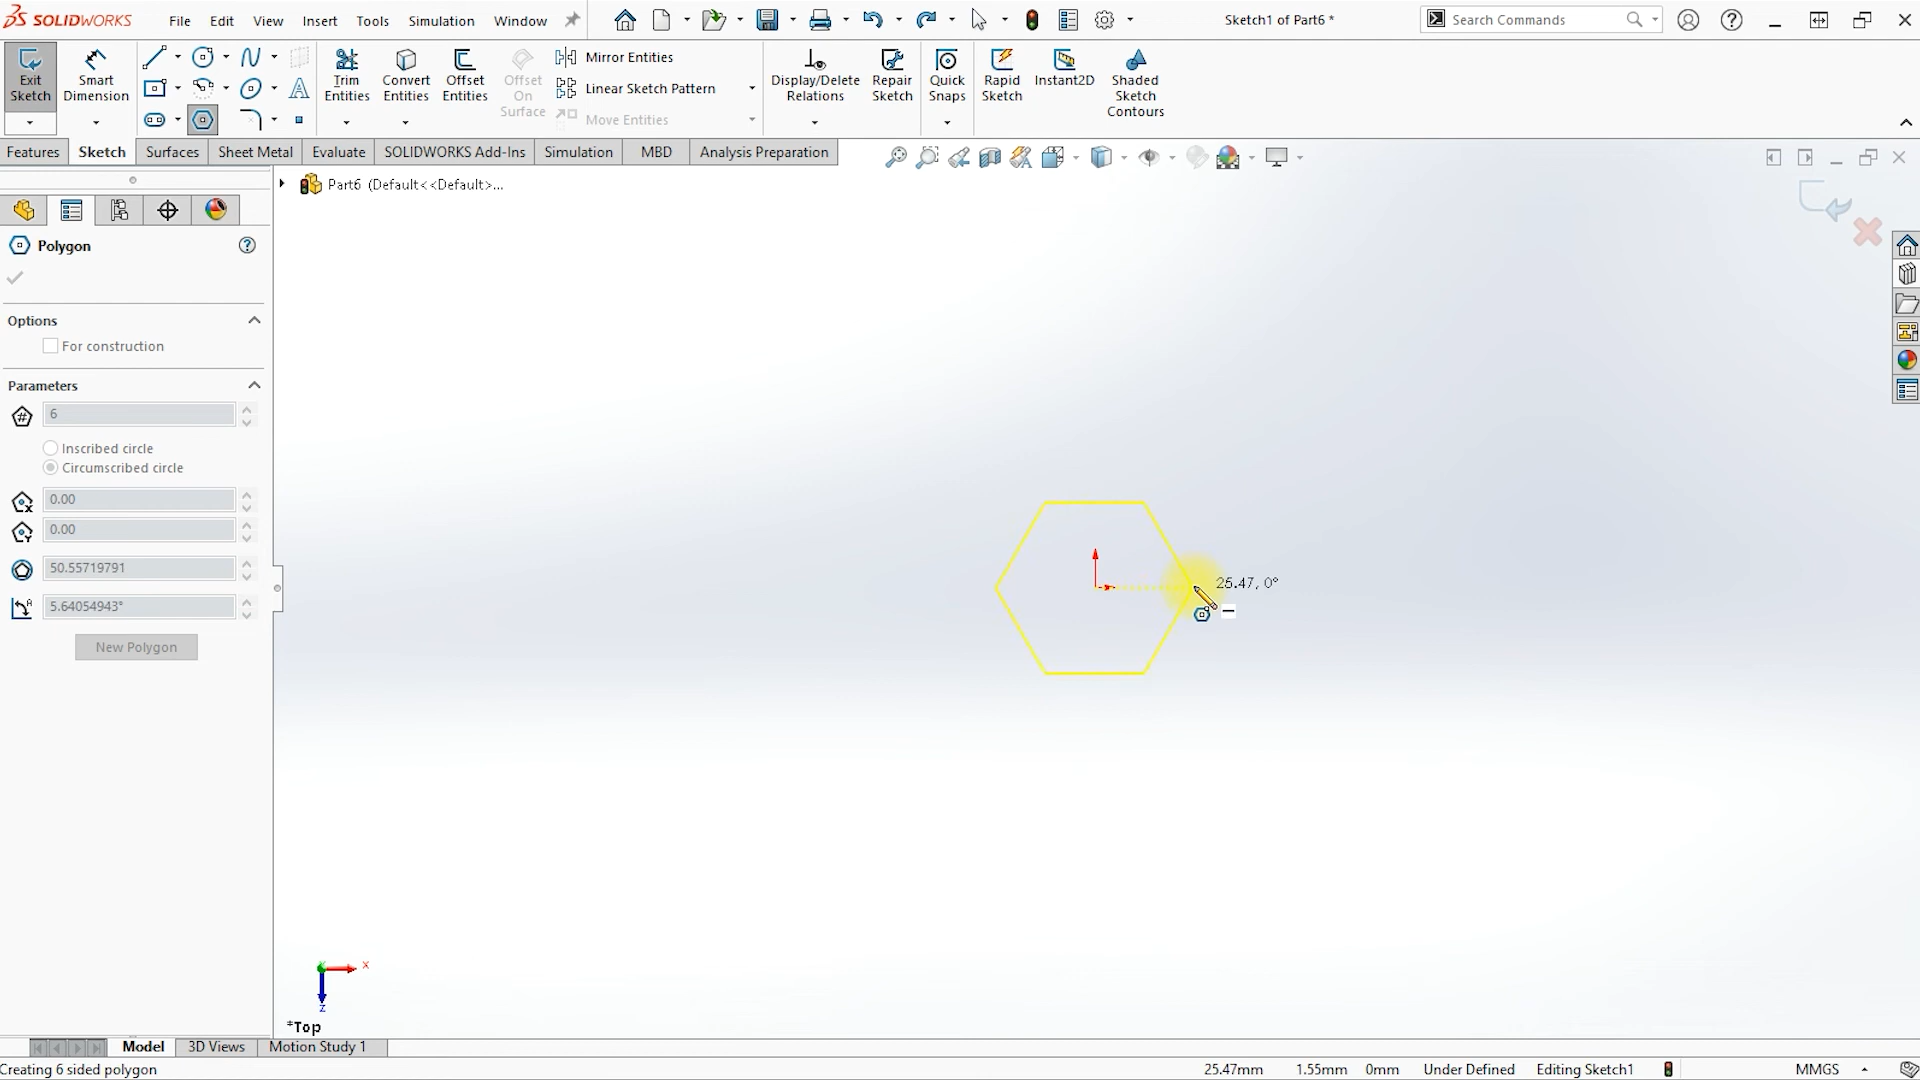 SOLIDWORKS File Edit View Insert Tools Simulation Window Sketch1 of Part6 * Search Commands
Exit Sketch Smart Dimension Trim Entities Convert Entities Offset Entities Offset On Surface Mirror Entities Linear Sketch Pattern Move Entities Display/Delete Relations Repair Sketch Quick Snaps Rapid Sketch Instant2D Shaded Sketch Contours
Features Sketch Surfaces Sheet Metal Evaluate SOLIDWORKS Add-Ins Simulation MBD Analysis Preparation
Part6 (Default<<Default>...
Polygon
Options
For construction
Parameters
6
Inscribed circle
Circumscribed circle
0.00
0.00
50.55719791
5.64054943°
New Polygon
25.47, 0°
x
z
*Top
Model 3D Views Motion Study 1
Creating 6 sided polygon 25.47mm 1.55mm 0mm Under Defined Editing Sketch1 MMGS